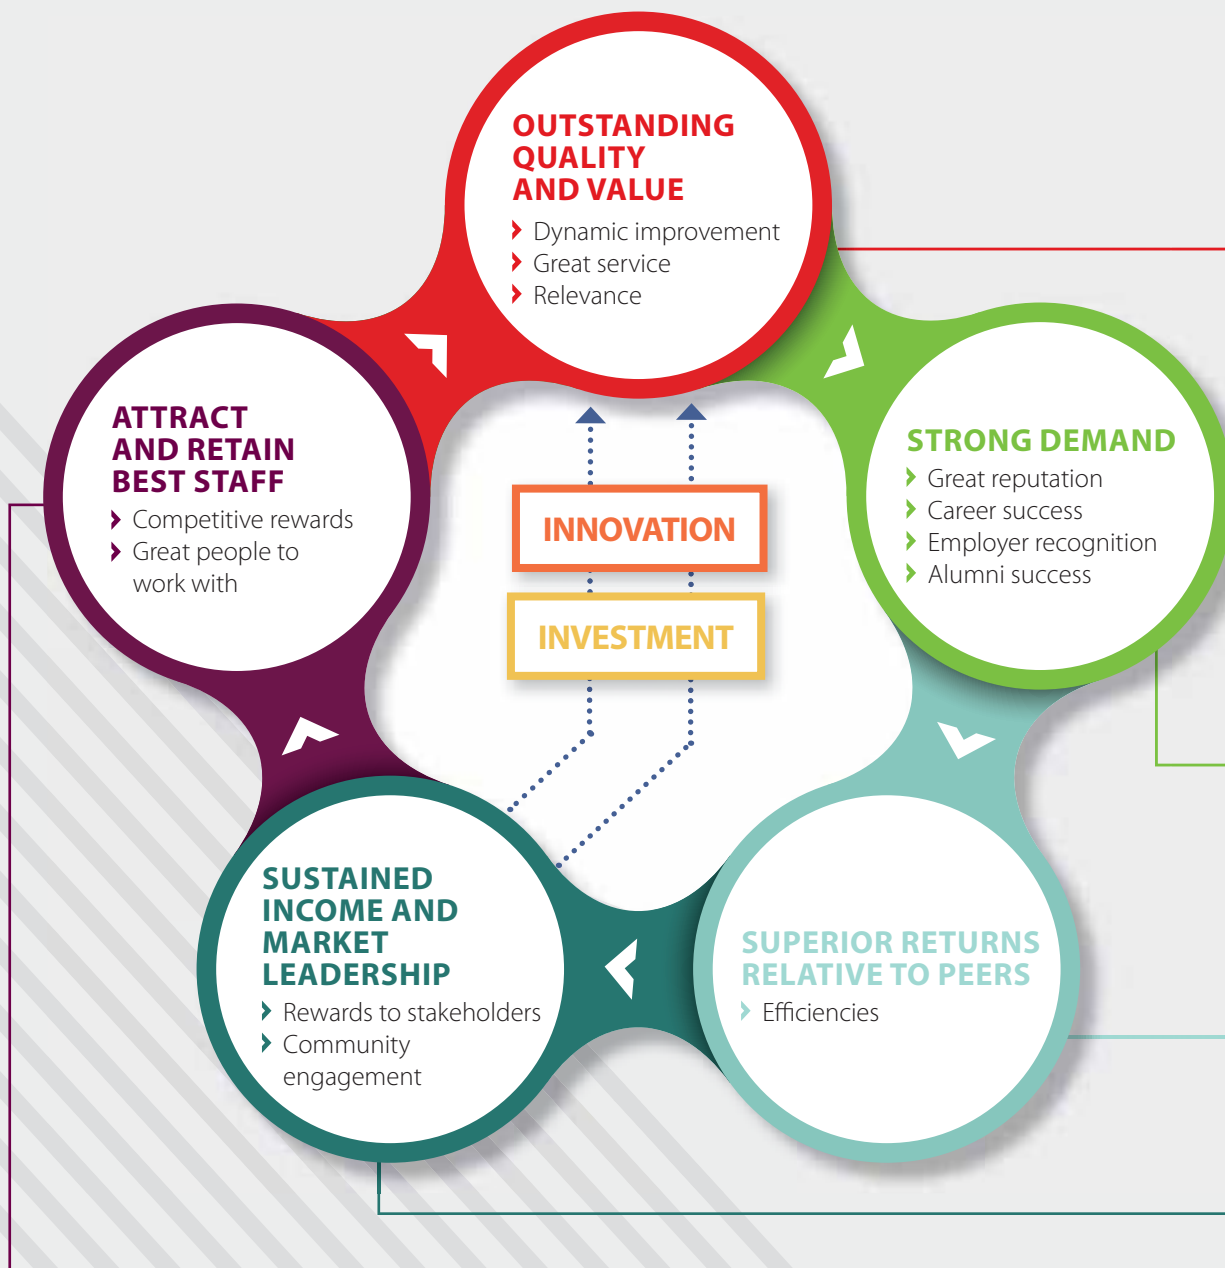 OUTSTANDING
QUALITY
AND VALUE
Dynamic improvement
Great service
Relevance
STRONG DEMAND
Great reputation
Career success
Employer recognition
Alumni success
SUPERIOR RETURNS
RELATIVE TO PEERS
Efficiencies
SUSTAINED
INCOME AND
MARKET
LEADERSHIP
Rewards to stakeholders
Community
engagement
ATTRACT
AND RETAIN
BEST STAFF
Competitive rewards
Great people to
work with
INNOVATION
INVESTMENT